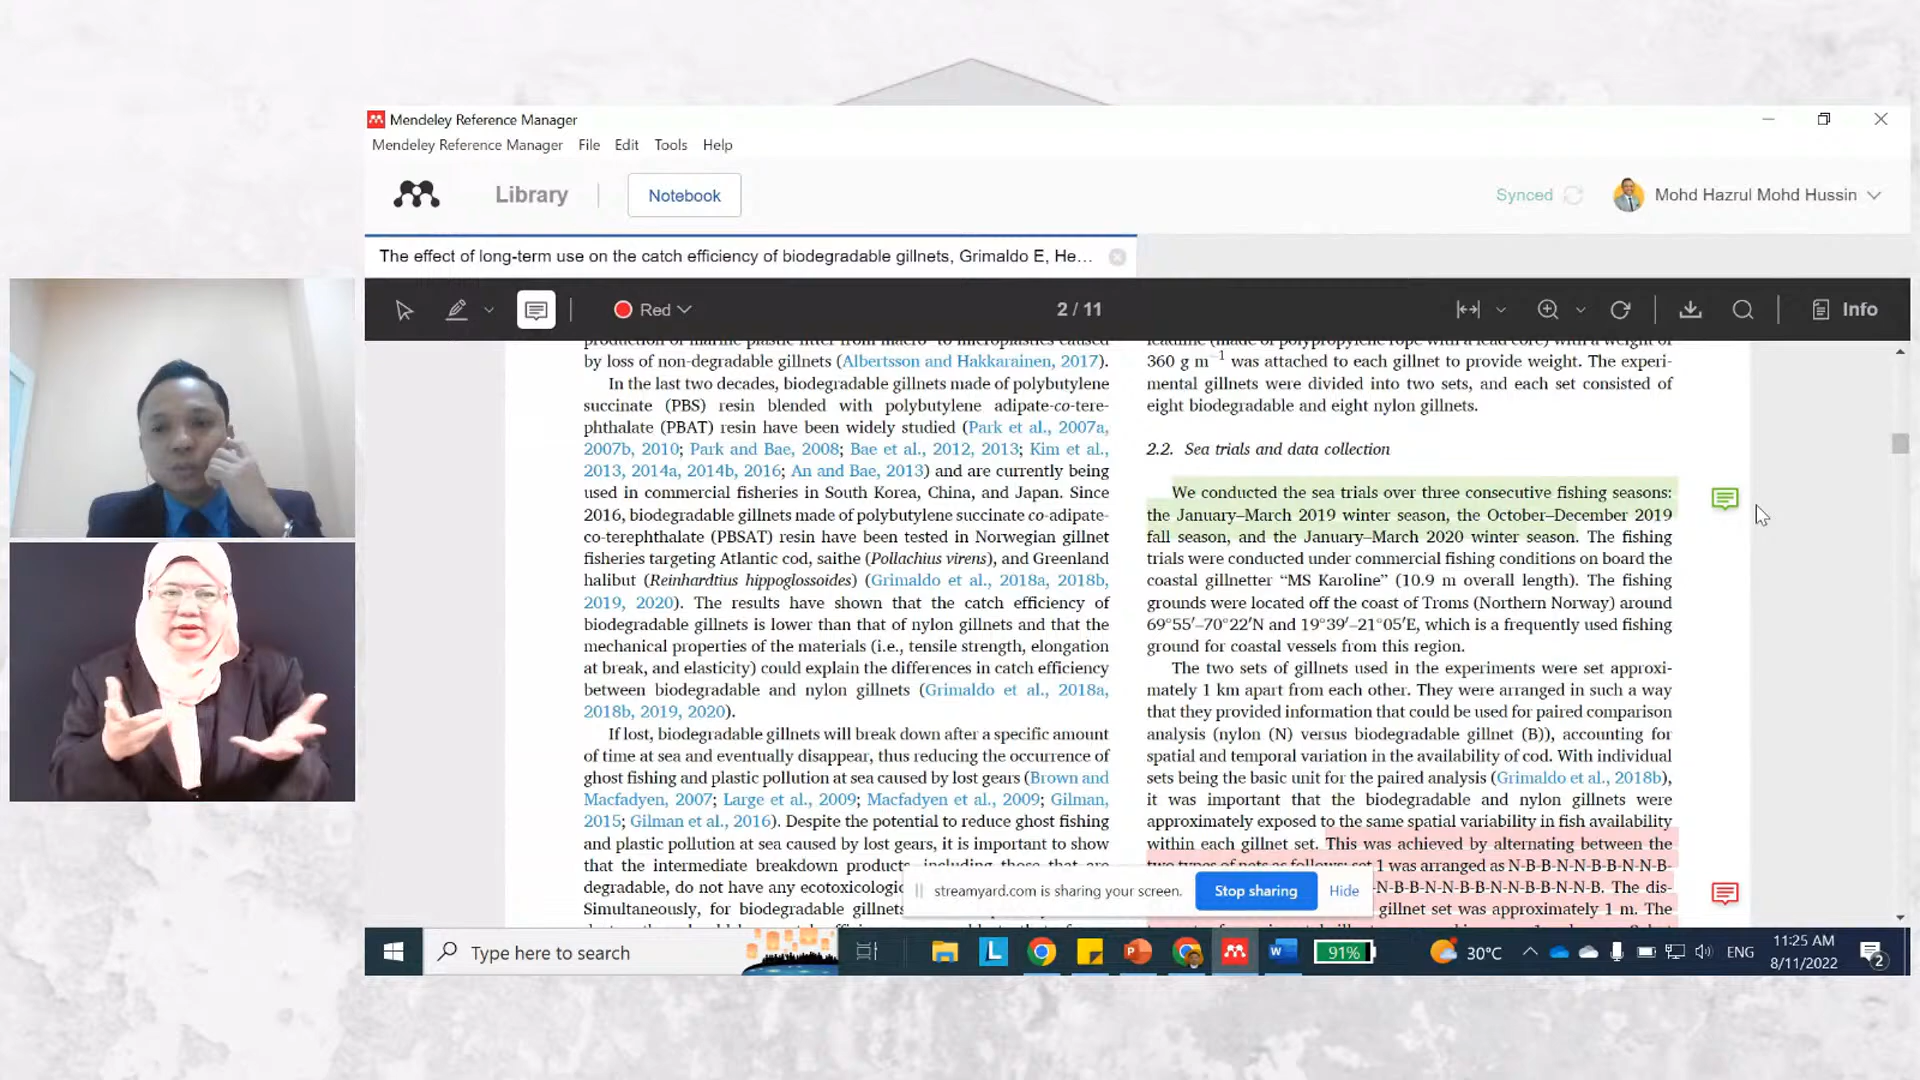 Mendeley Reference Manager
Mendeley Reference Manager File Edit Tools Help
Library
Notebook
Synced
Mohd Hazrul Mohd Hussin
The effect of long-term use on the catch efficiency of biodegradable gillnets, Grimaldo E, He...
Red
2 / 11
Info
by loss of non-degradable gillnets (Albertsson and Hakkarainen, 2017).
In the last two decades, biodegradable gillnets made of polybutylene
succinate (PBS) resin blended with polybutylene adipate-co-tere-
phthalate (PBAT) resin have been widely studied (Park et al., 2007a,
2007b, 2010; Park and Bae, 2008; Bae et al., 2012, 2013; Kim et al.,
2013, 2014a, 2014b, 2016; An and Bae, 2013) and are currently being
used in commercial fisheries in South Korea, China, and Japan. Since
2016, biodegradable gillnets made of polybutylene succinate co-adipate-
co-terephthalate (PBSAT) resin have been tested in Norwegian gillnet
fisheries targeting Atlantic cod, saithe (Pollachius virens), and Greenland
halibut (Reinhardtius hippoglossoides) (Grimaldo et al., 2018a, 2018b,
2019, 2020). The results have shown that the catch efficiency of
biodegradable gillnets is lower than that of nylon gillnets and that the
mechanical properties of the materials (i.e., tensile strength, elongation
at break, and elasticity) could explain the differences in catch efficiency
between biodegradable and nylon gillnets (Grimaldo et al., 2018a,
2018b, 2019, 2020).
If lost, biodegradable gillnets will break down after a specific amount
of time at sea and eventually disappear, thus reducing the occurrence of
ghost fishing and plastic pollution at sea caused by lost gears (Brown and
Macfadyen, 2007; Large et al., 2009; Macfadyen et al., 2009; Gilman,
2015; Gilman et al., 2016). Despite the potential to reduce ghost fishing
and plastic pollution at sea caused by lost gears, it is important to show
that the intermediate breakdown products, including those that are
degradable, do not have any ecotoxicologic
Simultaneously, for biodegradable gillnets
360 g m−1 was attached to each gillnet to provide weight. The experi-
mental gillnets were divided into two sets, and each set consisted of
eight biodegradable and eight nylon gillnets.
2.2. Sea trials and data collection
We conducted the sea trials over three consecutive fishing seasons:
the January–March 2019 winter season, the October–December 2019
fall season, and the January–March 2020 winter season. The fishing
trials were conducted under commercial fishing conditions on board the
coastal gillnetter “MS Karoline” (10.9 m overall length). The fishing
grounds were located off the coast of Troms (Northern Norway) around
69°55′–70°22′N and 19°39′–21°05′E, which is a frequently used fishing
ground for coastal vessels from this region.
The two sets of gillnets used in the experiments were set approxi-
mately 1 km apart from each other. They were arranged in such a way
that they provided information that could be used for paired comparison
analysis (nylon (N) versus biodegradable gillnet (B)), accounting for
spatial and temporal variation in the availability of cod. With individual
sets being the basic unit for the paired analysis (Grimaldo et al., 2018b),
it was important that the biodegradable and nylon gillnets were
approximately exposed to the same spatial variability in fish availability
within each gillnet set. This was achieved by alternating between the
two types of nets as follows: set 1 was arranged as N-B-B-N-N-B-B-N-N-B-
N-B-B-N-N-B-B-N-N-B-B-N-N-B. The dis-
gillnet set was approximately 1 m. The
streamyard.com is sharing your screen.
Stop sharing
Hide
Type here to search
L
91%
30°C
ENG
11:25 AM
8/11/2022
2